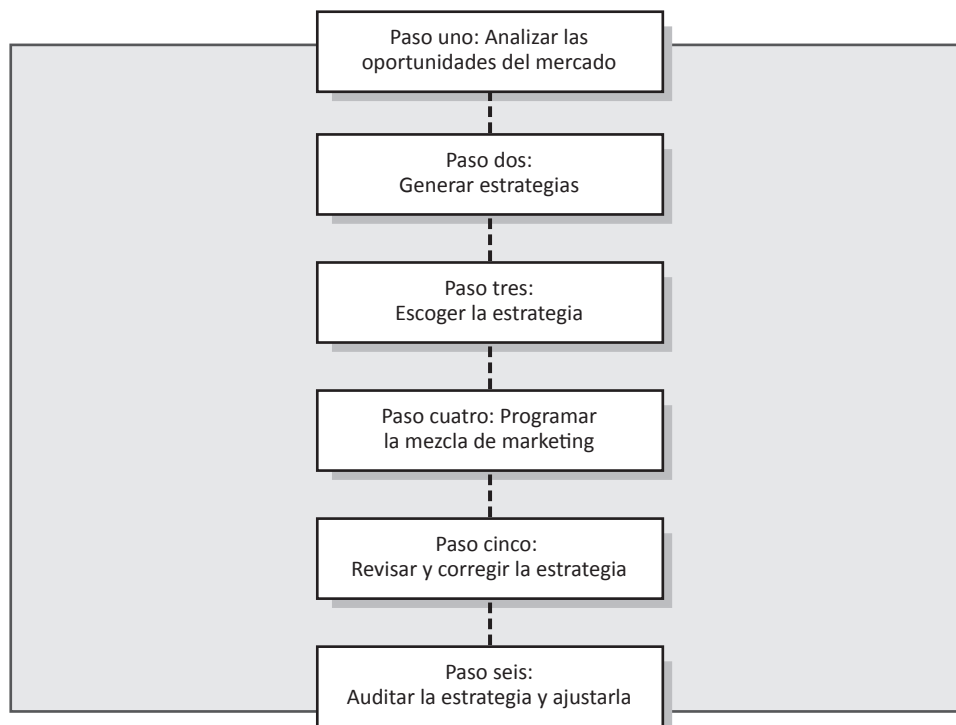 Paso uno: Analizar las
oportunidades del mercado
Paso dos:
Generar estrategias
Paso tres:
Escoger la estrategia
Paso cuatro: Programar
la mezcla de marketing
Paso cinco:
Revisar y corregir la estrategia
Paso seis:
Auditar la estrategia y ajustarla